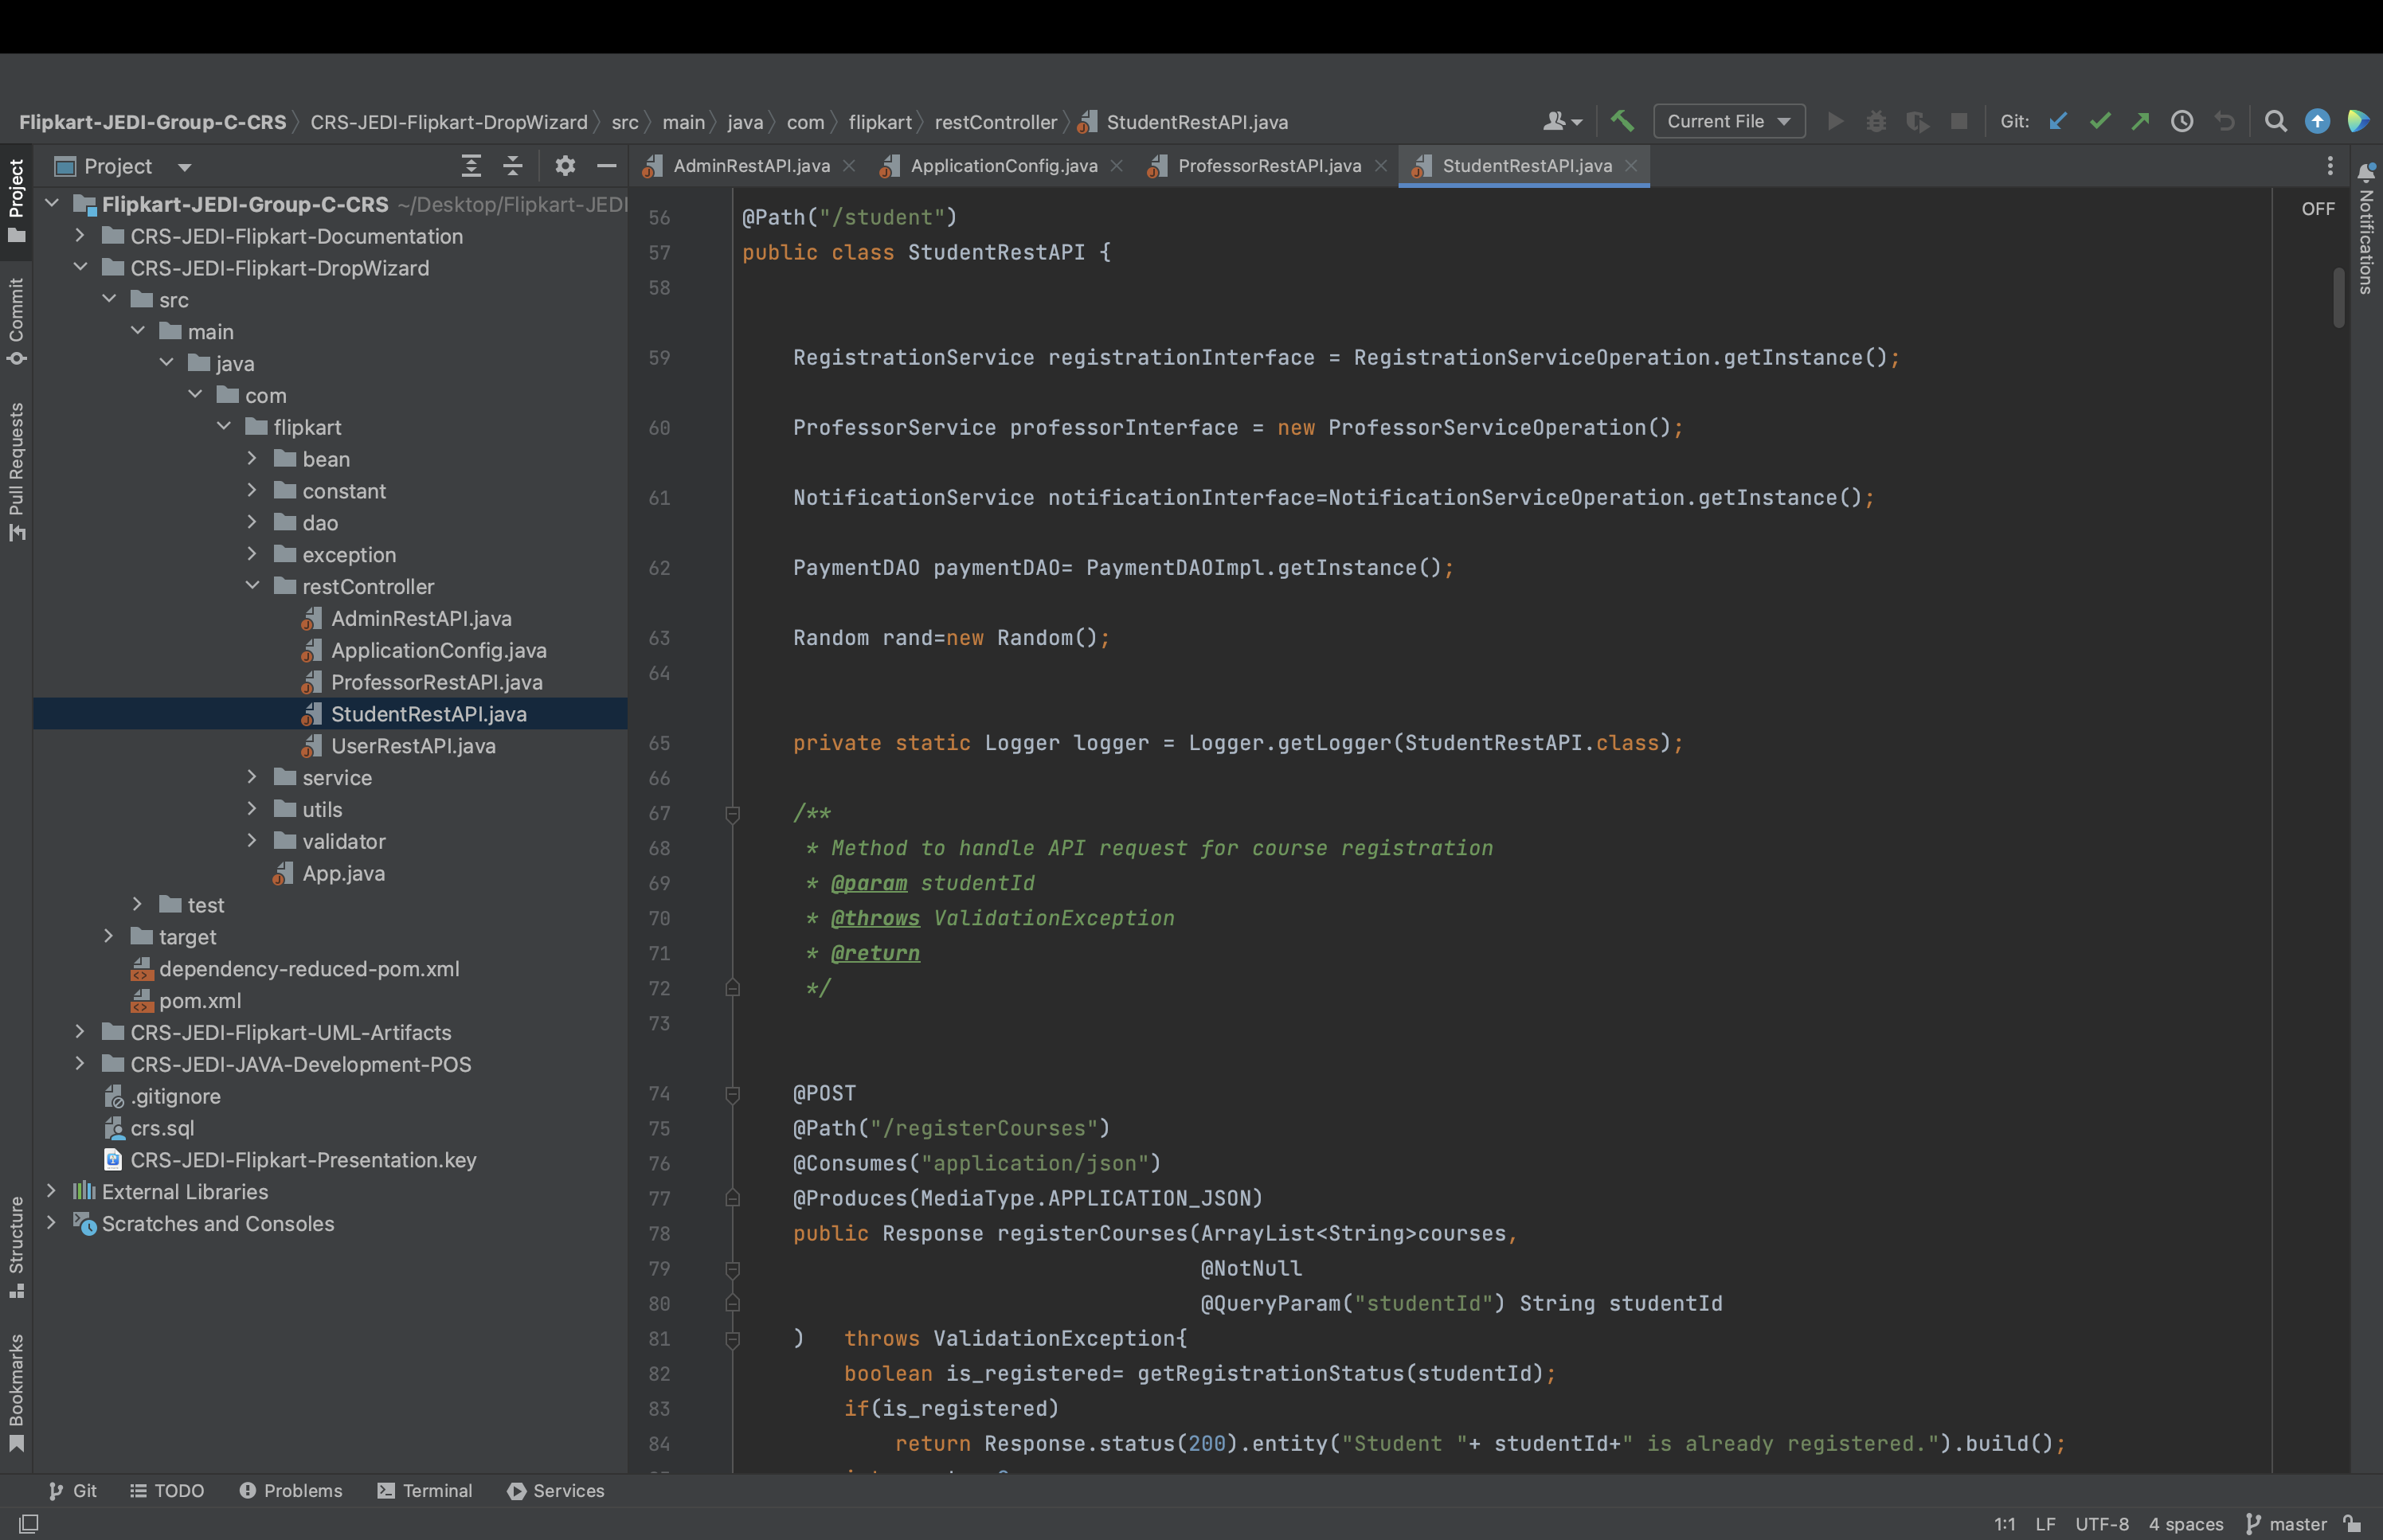 Flipkart-JEDI-Group-C-CRS CRS-JEDI-Flipkart-DropWizard src main java com flipkart restController StudentRestAPI.java
Current File
Git:
Project
AdminRestAPI.java
ApplicationConfig.java
ProfessorRestAPI.java
StudentRestAPI.java
Project
Commit
Pull Requests
Structure
Bookmarks
Flipkart-JEDI-Group-C-CRS ~/Desktop/Flipkart-JEDI
CRS-JEDI-Flipkart-Documentation
CRS-JEDI-Flipkart-DropWizard
src
main
java
com
flipkart
bean
constant
dao
exception
restController
AdminRestAPI.java
ApplicationConfig.java
ProfessorRestAPI.java
StudentRestAPI.java
UserRestAPI.java
service
utils
validator
App.java
test
target
dependency-reduced-pom.xml
pom.xml
CRS-JEDI-Flipkart-UML-Artifacts
CRS-JEDI-JAVA-Development-POS
.gitignore
crs.sql
CRS-JEDI-Flipkart-Presentation.key
External Libraries
Scratches and Consoles
56 @Path("/student")
57 public class StudentRestAPI {
58
59 RegistrationService registrationInterface = RegistrationServiceOperation.getInstance();
60 ProfessorService professorInterface = new ProfessorServiceOperation();
61 NotificationService notificationInterface=NotificationServiceOperation.getInstance();
62 PaymentDAO paymentDAO= PaymentDAOImpl.getInstance();
63 Random rand=new Random();
64
65 private static Logger logger = Logger.getLogger(StudentRestAPI.class);
66
67 /**
68 * Method to handle API request for course registration
69 * @param studentId
70 * @throws ValidationException
71 * @return
72 */
73
74 @POST
75 @Path("/registerCourses")
76 @Consumes("application/json")
77 @Produces(MediaType.APPLICATION_JSON)
78 public Response registerCourses(ArrayList<String>courses,
79 @NotNull
80 @QueryParam("studentId") String studentId
81 ) throws ValidationException{
82 boolean is_registered= getRegistrationStatus(studentId);
83 if(is_registered)
84 return Response.status(200).entity("Student "+ studentId+" is already registered.").build();
OFF
Notifications
Git
TODO
Problems
Terminal
Services
1:1 LF UTF-8 4 spaces master